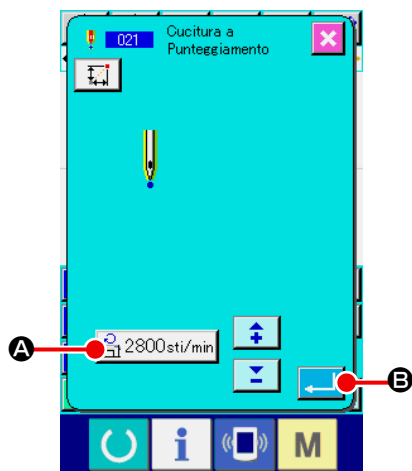 021 Cucitura a
Punteggiamento
A 2800sti/min
B
M